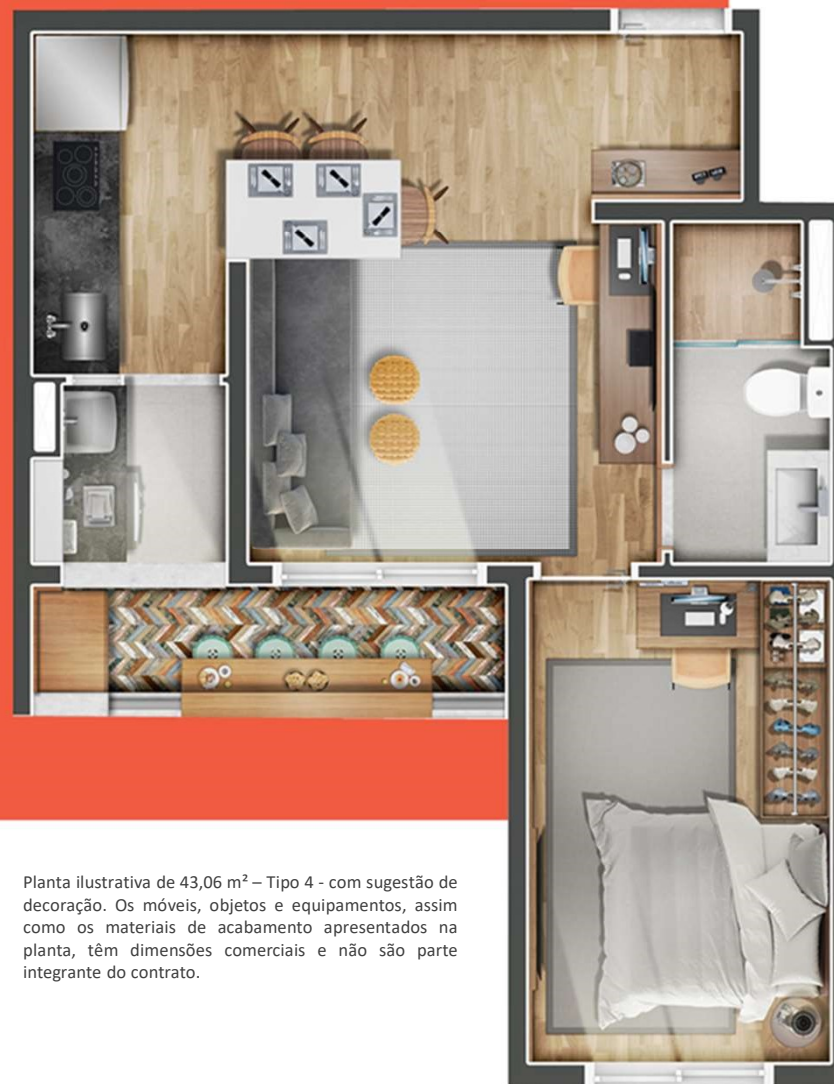 Planta ilustrativa de 43,06 m² – Tipo 4 - com sugestão de
decoração. Os móveis, objetos e equipamentos, assim
como os materiais de acabamento apresentados na
planta, têm dimensões comerciais e não são parte
integrante do contrato.